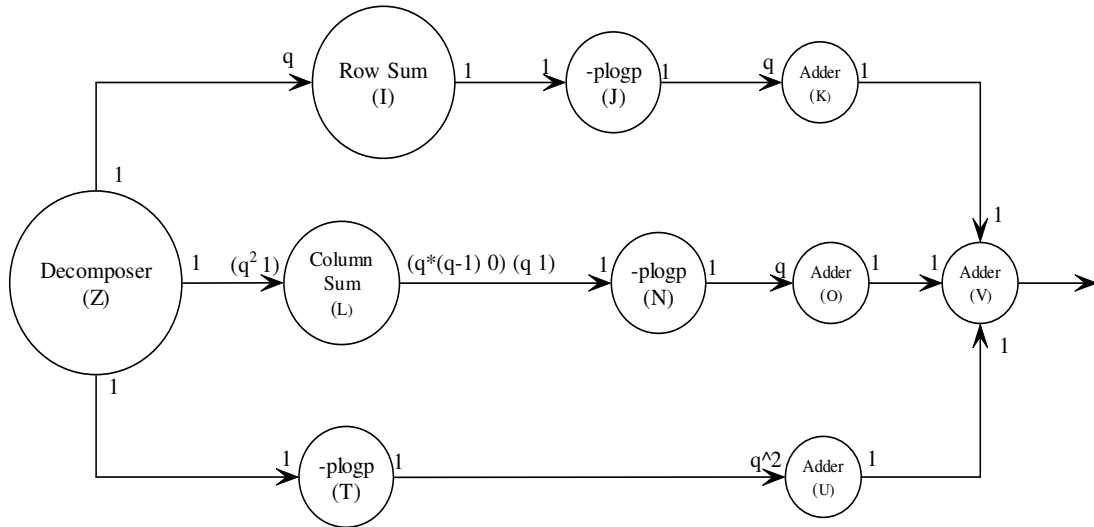 q
Row Sum
(I)
1
1
-plogp
(J)
1
q
Adder
(K)
1
1
1
Decomposer
(Z)
1
(q² 1)
Column
Sum
(L)
(q*(q-1) 0) (q 1)
1
-plogp
(N)
1
q
Adder
(O)
1
1
Adder
(V)
1
1
1
-plogp
(T)
1
q^2
Adder
(U)
1